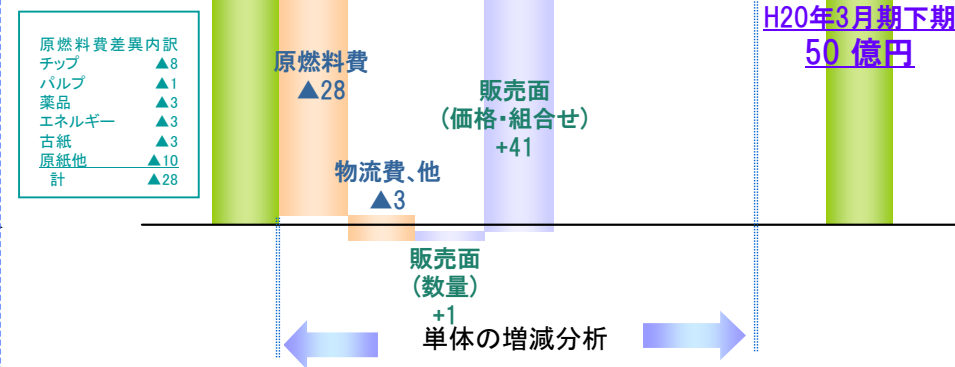 H20年3月期下期
50 億円
原燃料費差異内訳
チップ ▲8
パルプ ▲1
薬品 ▲3
エネルギー ▲3
古紙 ▲3
原紙他 ▲10
計 ▲28
原燃料費
▲28
販売面
(価格・組合せ)
+41
物流費、他
▲3
販売面
(数量)
+1
単体の増減分析